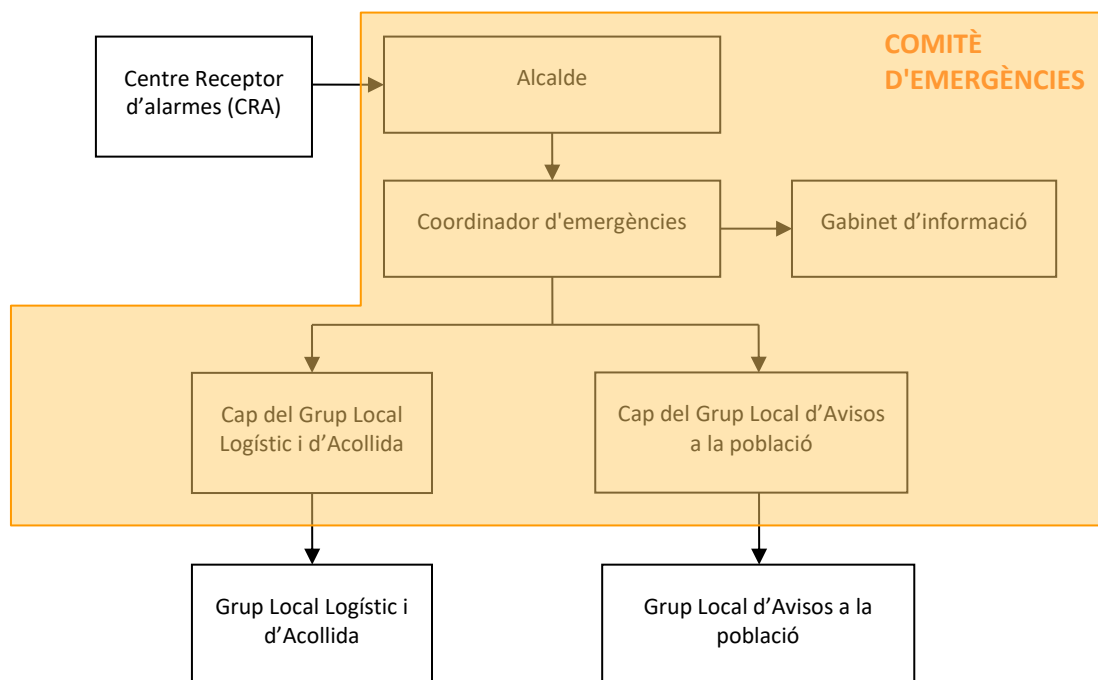 COMITÈ
D'EMERGÈNCIES
Centre Receptor
d’alarmes (CRA)
Alcalde
Coordinador d'emergències
Gabinet d’informació
Cap del Grup Local
Logístic i d’Acollida
Cap del Grup Local d’Avisos
a la població
Grup Local Logístic i
d’Acollida
Grup Local d’Avisos a la
població